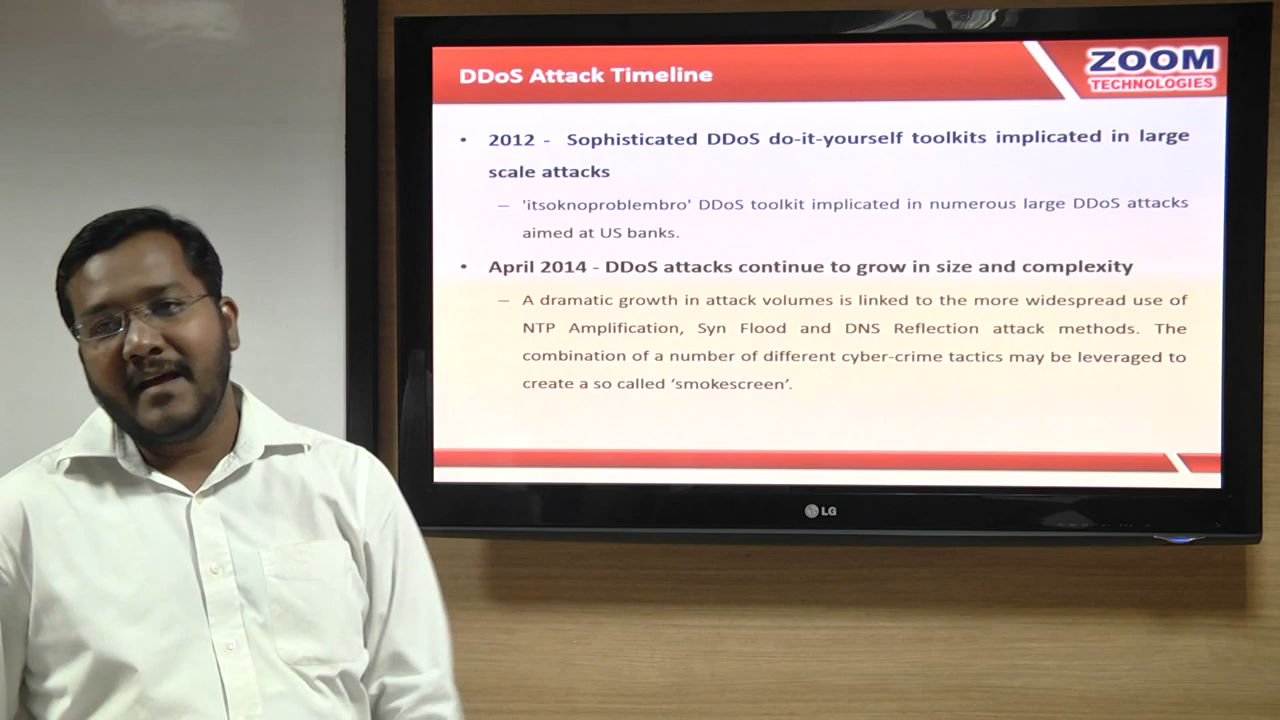 DDoS Attack Timeline
ZOOM
TECHNOLOGIES
• 2012 - Sophisticated DDoS do-it-yourself toolkits implicated in large
scale attacks
– 'itsoknoproblembro' DDoS toolkit implicated in numerous large DDoS attacks
aimed at US banks.
• April 2014 - DDoS attacks continue to grow in size and complexity
– A dramatic growth in attack volumes is linked to the more widespread use of
NTP Amplification, Syn Flood and DNS Reflection attack methods. The
combination of a number of different cyber-crime tactics may be leveraged to
create a so called ‘smokescreen’.
LG